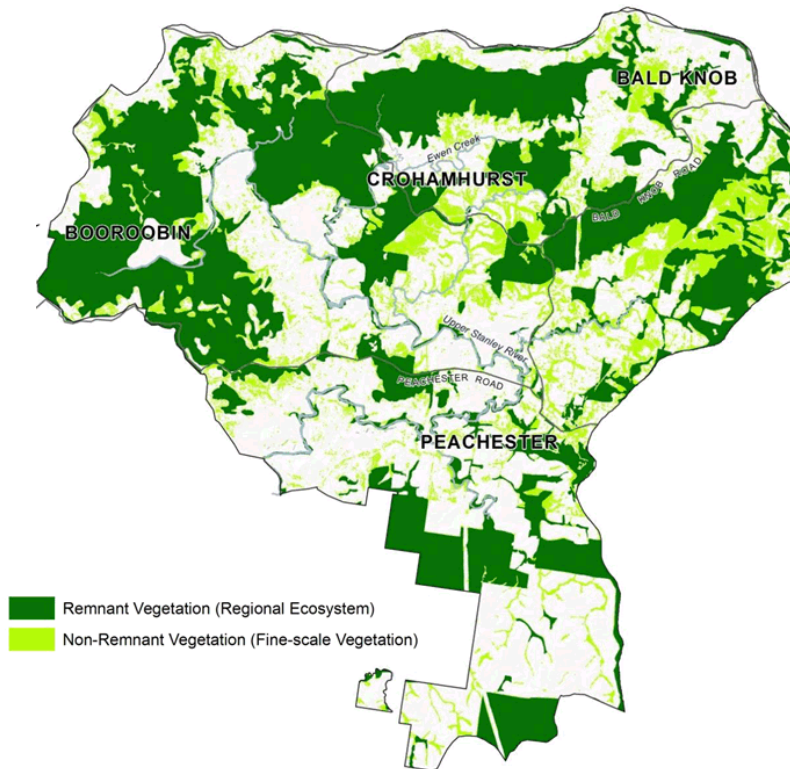 BALD KNOB
Ewen Creek
CROHAMHURST
BALD KNOB ROAD
BOOROOBIN
Upper Stanley River
PEACHESTER ROAD
PEACHESTER
Remnant Vegetation (Regional Ecosystem)
Non-Remnant Vegetation (Fine-scale Vegetation)